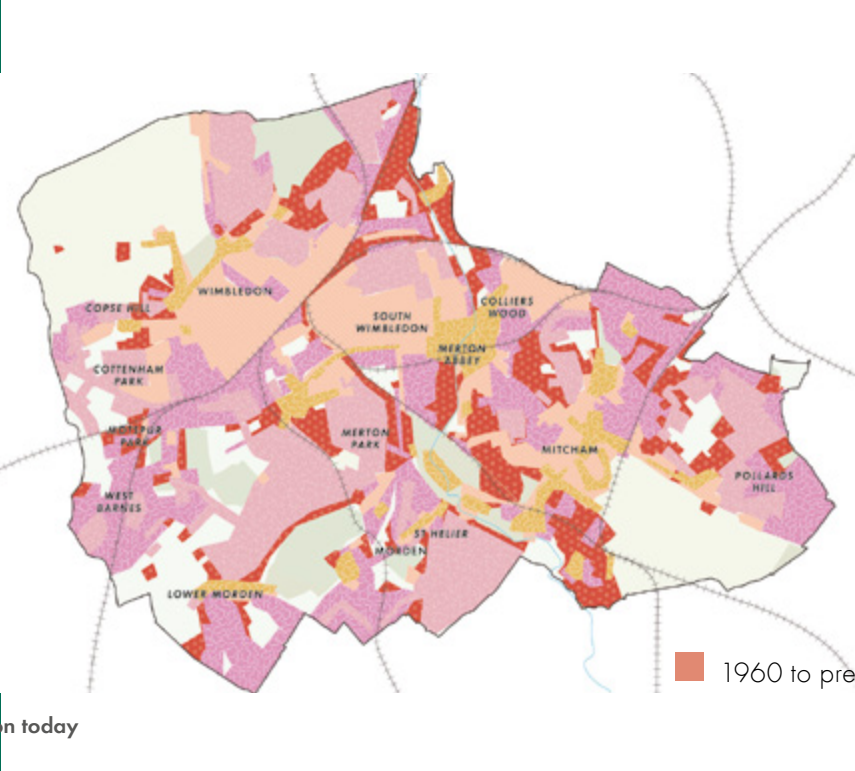 WIMBLEDON
COPSE HILL
COLLIERS
WOOD
SOUTH
WIMBLEDON
MERTON
ABBEY
COTTENHAM
PARK
MOTSPUR
PARK
MERTON
PARK
MITCHAM
POLLARDS
HILL
WEST
BARNES
ST HELIER
MORDEN
LOWER MORDEN
1960 to pre
on today